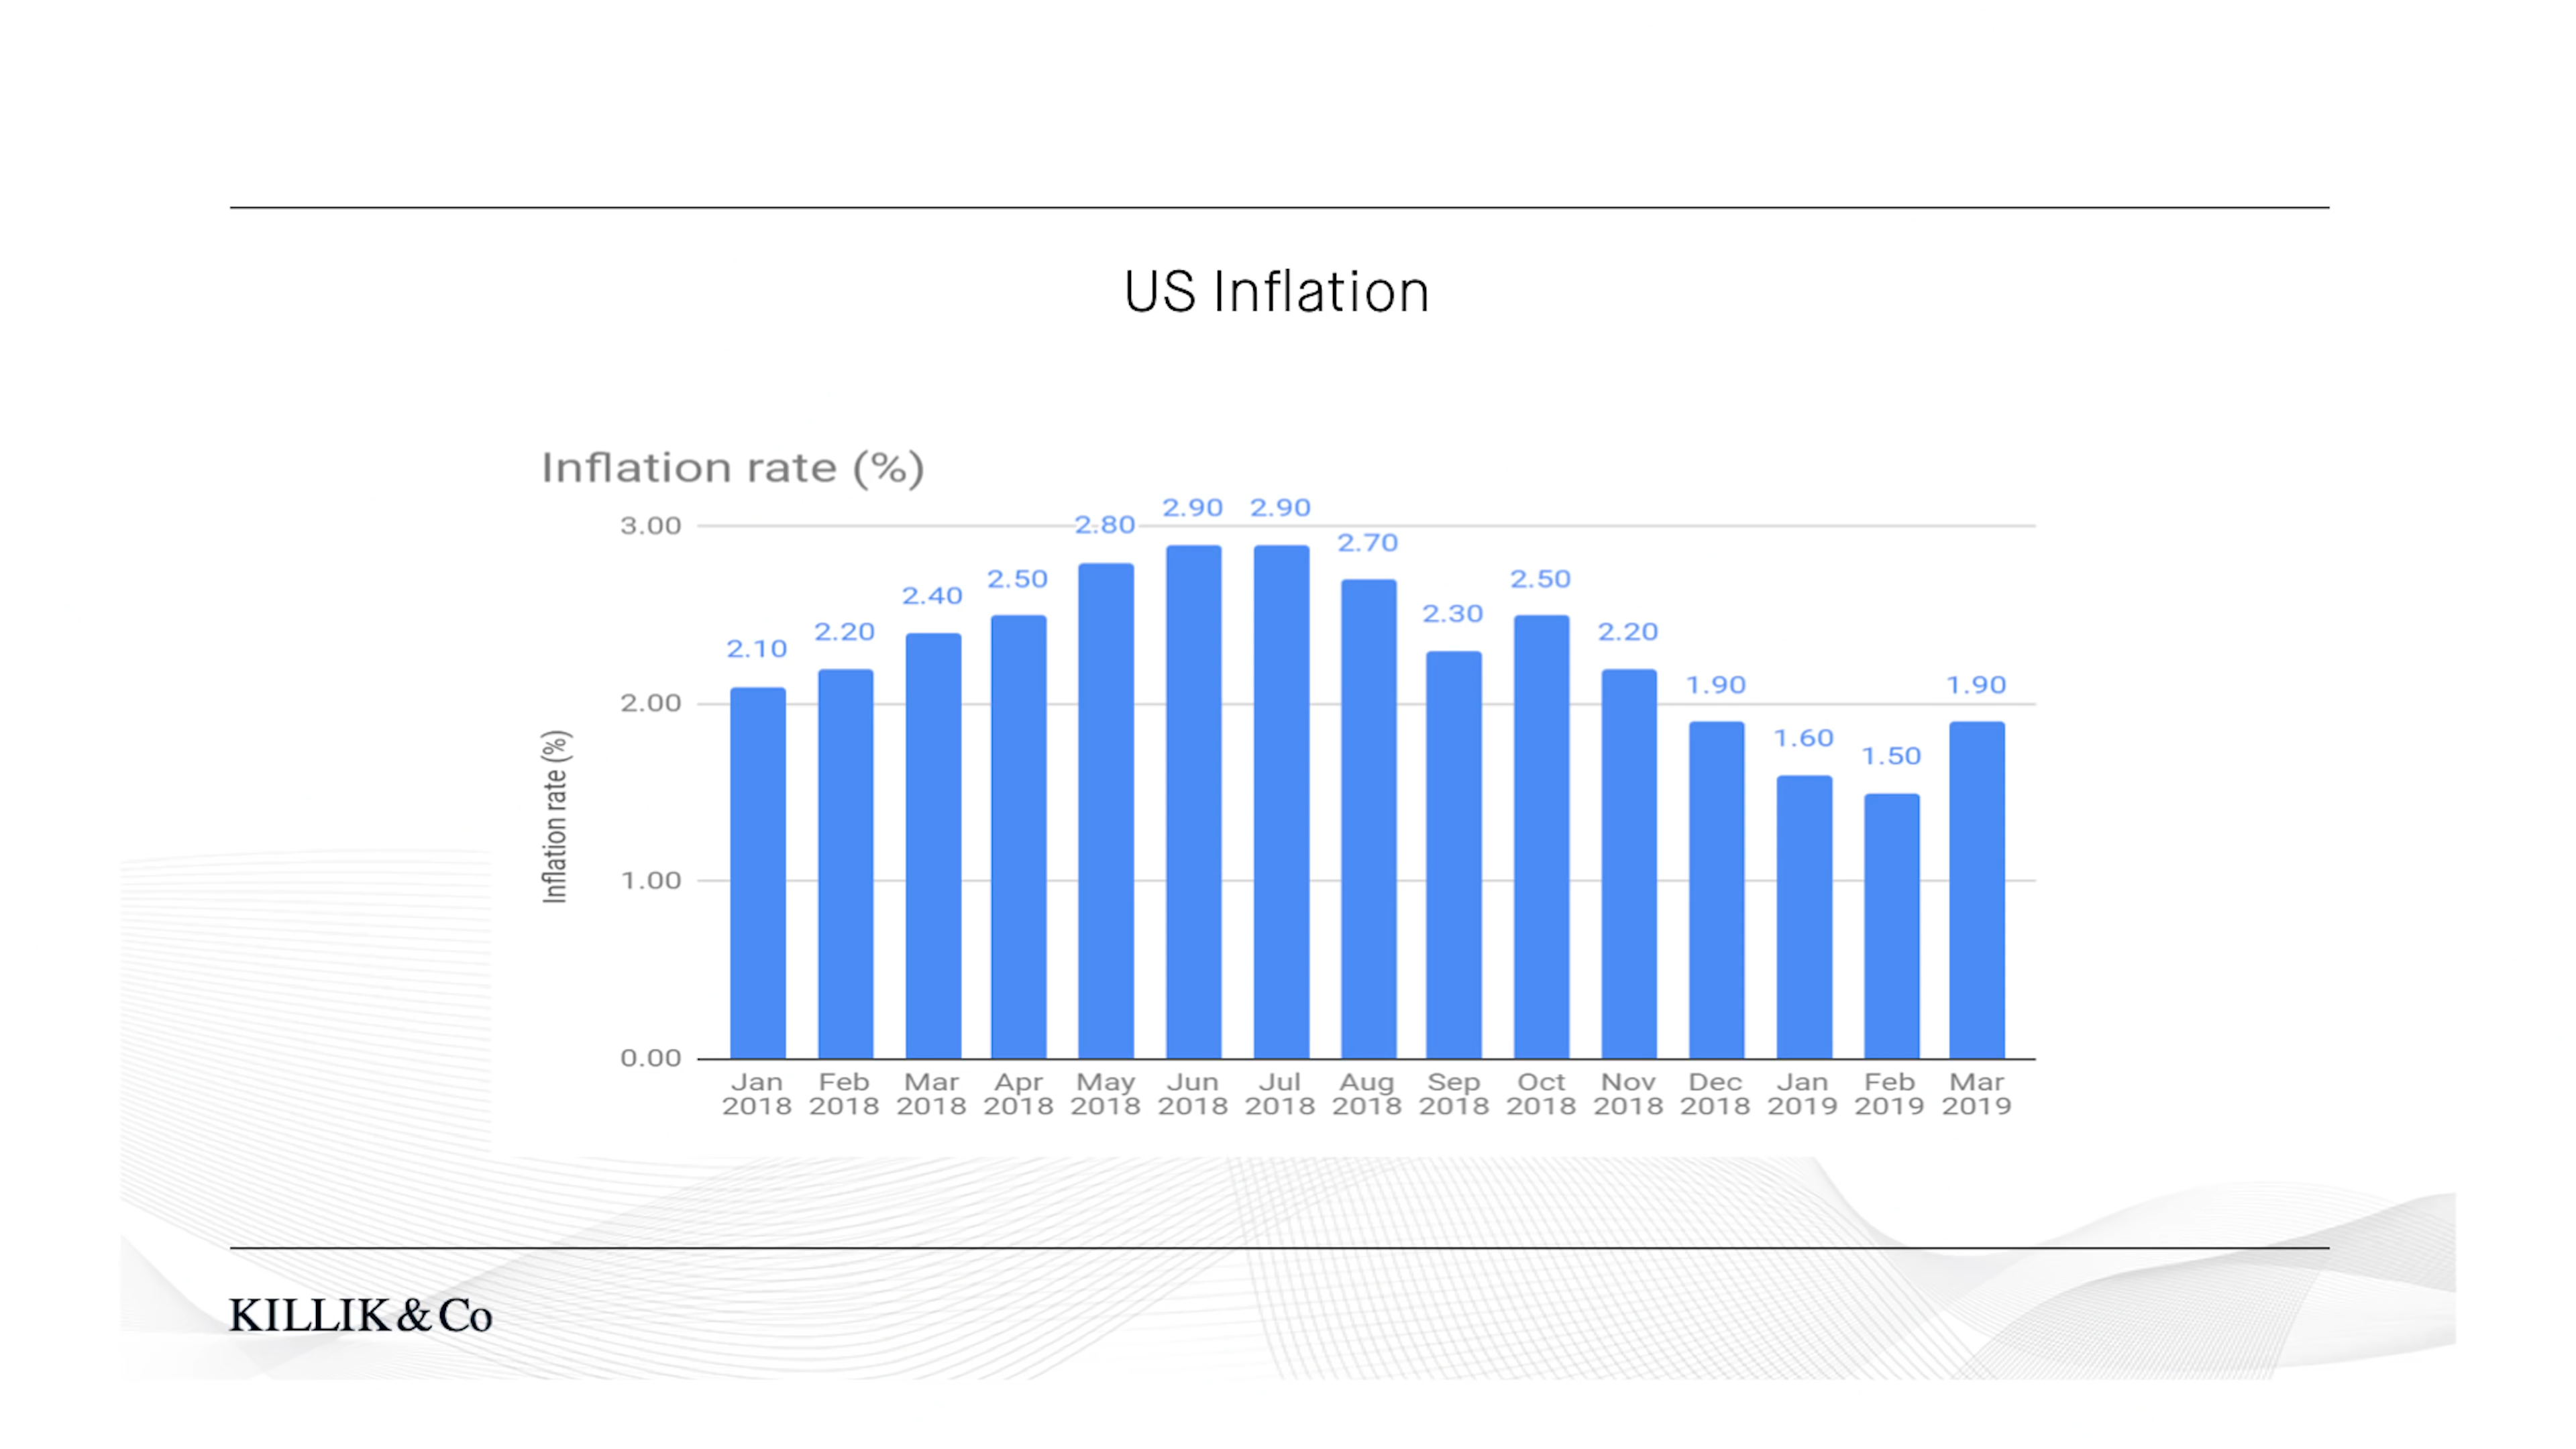 US Inflation
Inflation rate (%)
Inflation rate (%)
3.00
2.00
1.00
0.00
2.10 2.20 2.40 2.50 2.80 2.90 2.90 2.70 2.30 2.50 2.20 1.90 1.60 1.50 1.90
Jan Feb Mar Apr May Jun Jul Aug Sep Oct Nov Dec Jan Feb Mar
2018 2018 2018 2018 2018 2018 2018 2018 2018 2018 2018 2018 2019 2019 2019
KILLIK & Co